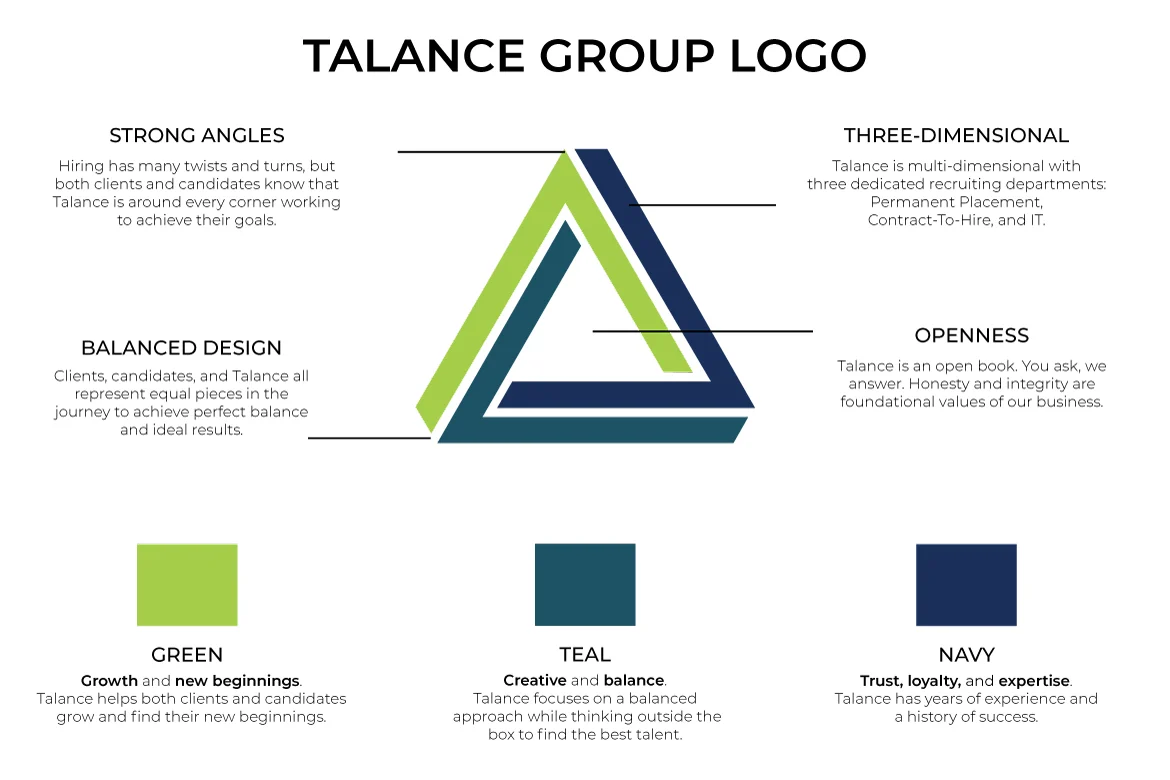 TALANCE GROUP LOGO
STRONG ANGLES
Hiring has many twists and turns, but
both clients and candidates know that
Talance is around every corner working
to achieve their goals.
THREE-DIMENSIONAL
Talance is multi-dimensional with
three dedicated recruiting departments:
Permanent Placement,
Contract-To-Hire, and IT.
BALANCED DESIGN
Clients, candidates, and Talance all
represent equal pieces in the
journey to achieve perfect balance
and ideal results.
OPENNESS
Talance is an open book. You ask, we
answer. Honesty and integrity are
foundational values of our business.
GREEN
Growth and new beginnings.
Talance helps both clients and candidates
grow and find their new beginnings.
TEAL
Creative and balance.
Talance focuses on a balanced
approach while thinking outside the
box to find the best talent.
NAVY
Trust, loyalty, and expertise.
Talance has years of experience and
a history of success.